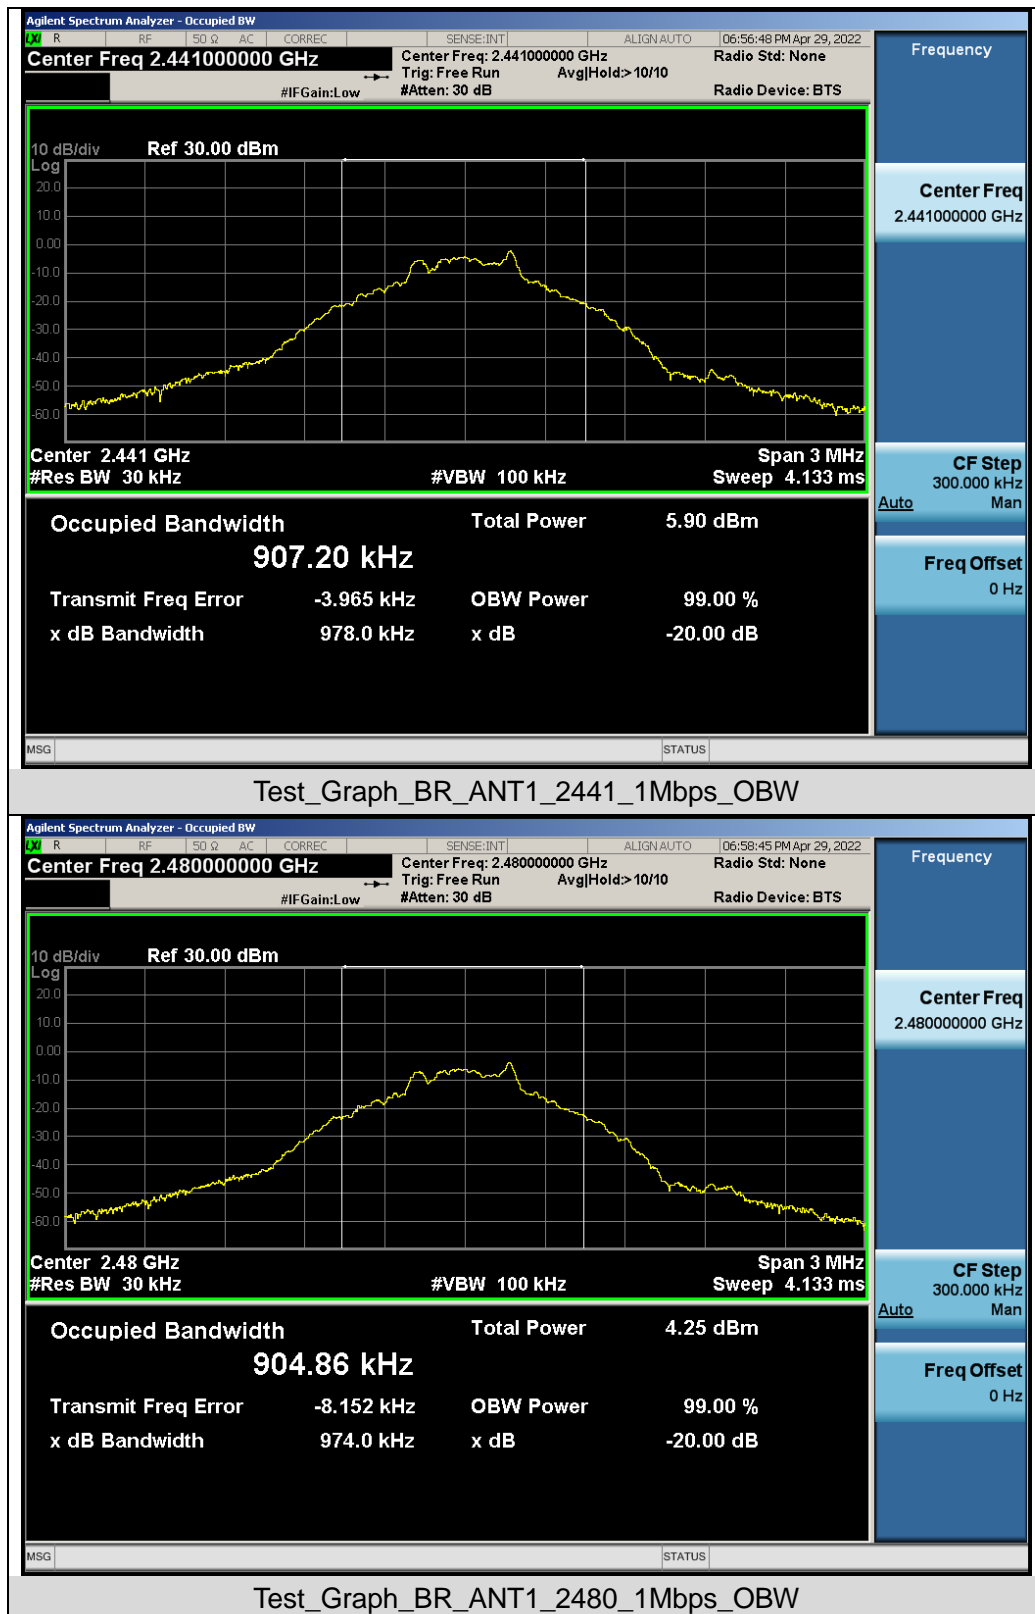 Agilent Spectrum Analyzer - Occupied BW
LXI R RF 50 Ω AC CORREC SENSE:INT ALIGN AUTO 06:56:48 PM Apr 29, 2022
Center Freq 2.441000000 GHz Center Freq: 2.441000000 GHz Radio Std: None
Trig: Free Run Avg|Hold:> 10/10
#IFGain:Low #Atten: 30 dB Radio Device: BTS
Frequency
10 dB/div Ref 30.00 dBm
Log
20.0
10.0
0.00
-10.0
-20.0
-30.0
-40.0
-50.0
-60.0
Center 2.441 GHz Span 3 MHz
#Res BW 30 kHz #VBW 100 kHz Sweep 4.133 ms
Center Freq
2.441000000 GHz
CF Step
300.000 kHz
Auto Man
Freq Offset
0 Hz
Occupied Bandwidth Total Power 5.90 dBm
907.20 kHz
Transmit Freq Error -3.965 kHz OBW Power 99.00 %
x dB Bandwidth 978.0 kHz x dB -20.00 dB
MSG STATUS
Test_Graph_BR_ANT1_2441_1Mbps_OBW
Agilent Spectrum Analyzer - Occupied BW
LXI R RF 50 Ω AC CORREC SENSE:INT ALIGN AUTO 06:58:45 PM Apr 29, 2022
Center Freq 2.480000000 GHz Center Freq: 2.480000000 GHz Radio Std: None
Trig: Free Run Avg|Hold:> 10/10
#IFGain:Low #Atten: 30 dB Radio Device: BTS
Frequency
10 dB/div Ref 30.00 dBm
Log
20.0
10.0
0.00
-10.0
-20.0
-30.0
-40.0
-50.0
-60.0
Center 2.48 GHz Span 3 MHz
#Res BW 30 kHz #VBW 100 kHz Sweep 4.133 ms
Center Freq
2.480000000 GHz
CF Step
300.000 kHz
Auto Man
Freq Offset
0 Hz
Occupied Bandwidth Total Power 4.25 dBm
904.86 kHz
Transmit Freq Error -8.152 kHz OBW Power 99.00 %
x dB Bandwidth 974.0 kHz x dB -20.00 dB
MSG STATUS
Test_Graph_BR_ANT1_2480_1Mbps_OBW